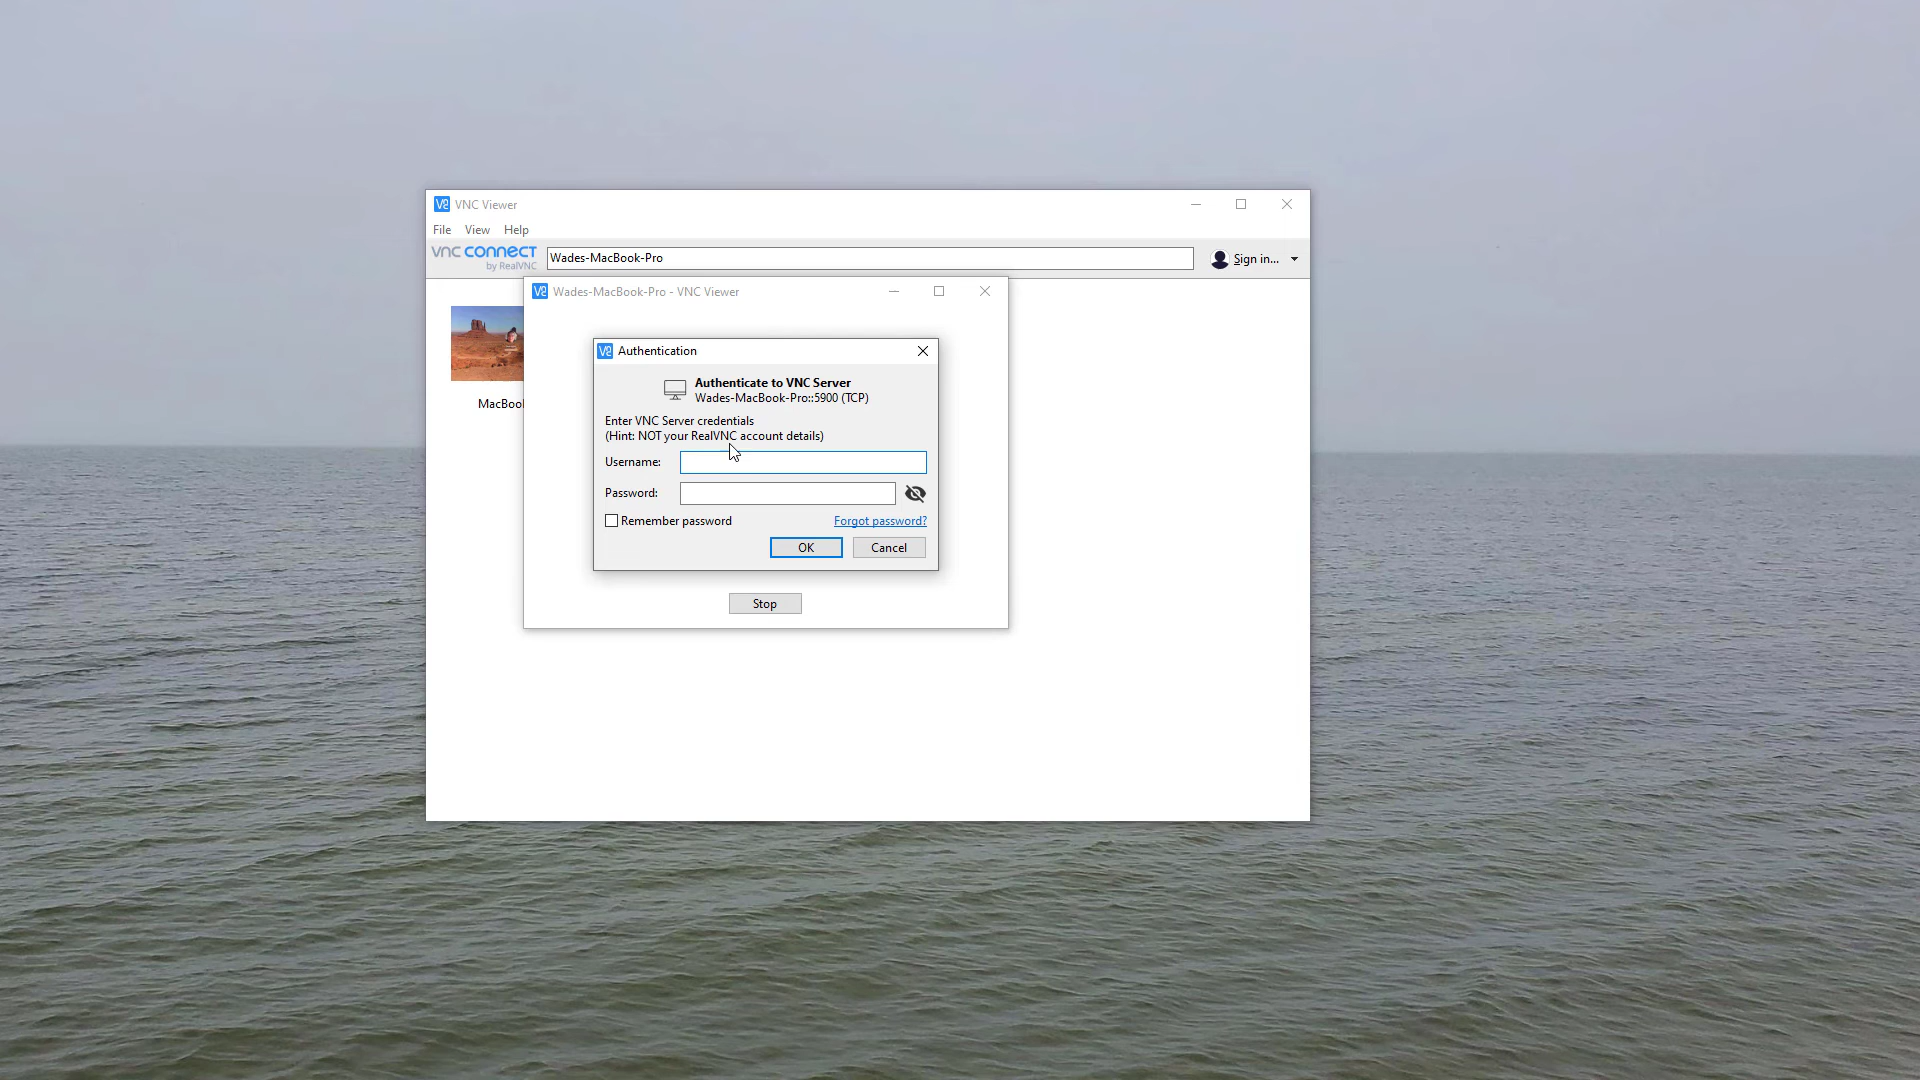 VNC Viewer
File View Help
vnc connect
by RealVNC
Wades-MacBook-Pro
Sign in...
Wades-MacBook-Pro - VNC Viewer
Authentication
Authenticate to VNC Server
Wades-MacBook-Pro::5900 (TCP)
Enter VNC Server credentials
(Hint: NOT your RealVNC account details)
Username:
Password:
Remember password Forgot password?
OK Cancel
Stop